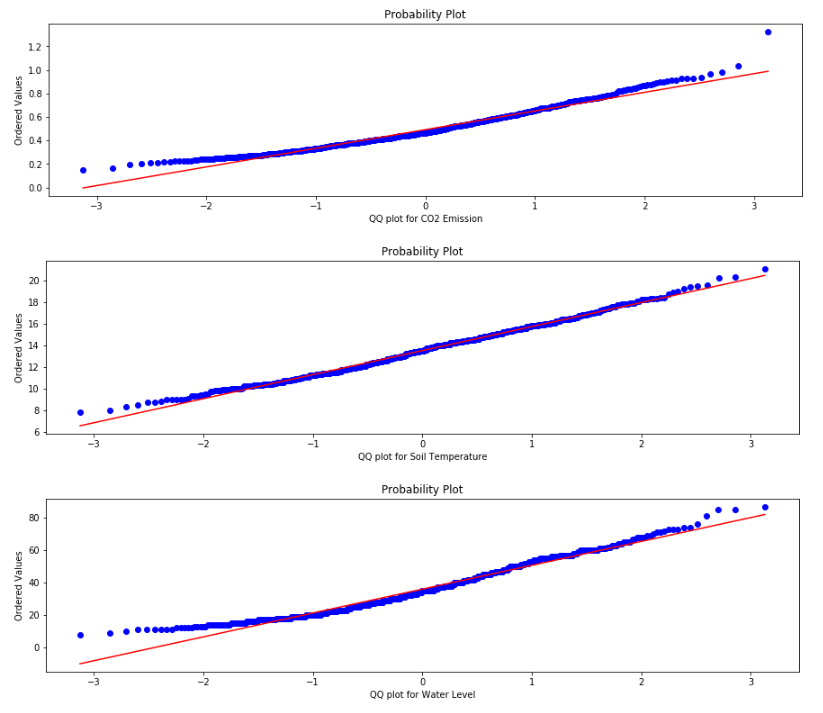 Probability Plot
1.2
1.0
0.8
0.6
0.4
0.2
0.0
Ordered Values
−3 −2 −1 0 1 2 3
QQ plot for CO2 Emission
Probability Plot
20
18
16
14
12
10
8
6
Ordered Values
−3 −2 −1 0 1 2 3
QQ plot for Soil Temperature
Probability Plot
80
60
40
20
0
Ordered Values
−3 −2 −1 0 1 2 3
QQ plot for Water Level